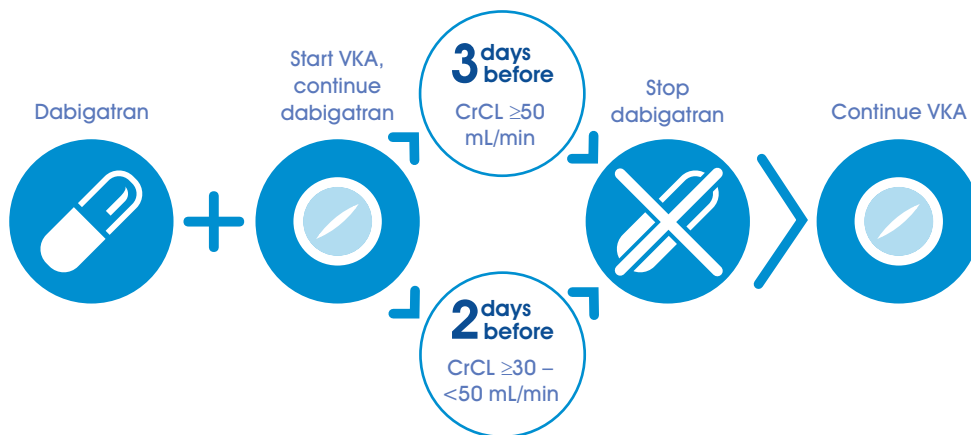 Dabigatran
Start VKA,
continue
dabigatran
3 days
before
CrCL ≥50
mL/min
2 days
before
CrCL ≥30 –
<50 mL/min
Stop
dabigatran
Continue VKA